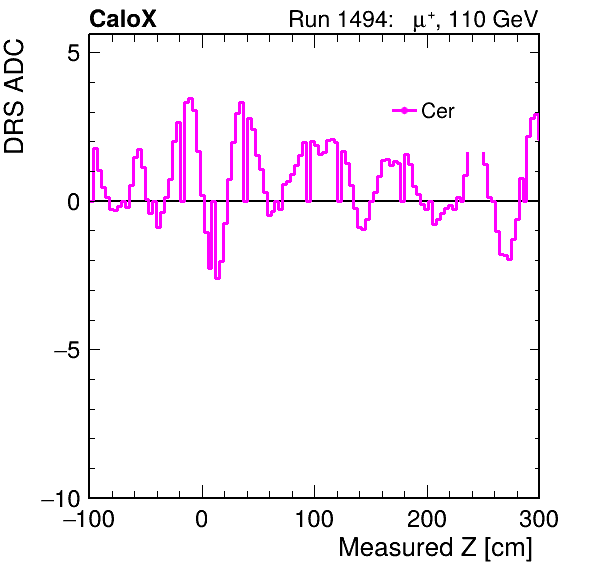 CaloX Run 1494: μ⁺, 110 GeV
DRS ADC
5
Cer
0
−5
−10
−100 0 100 200 300
Measured Z [cm]